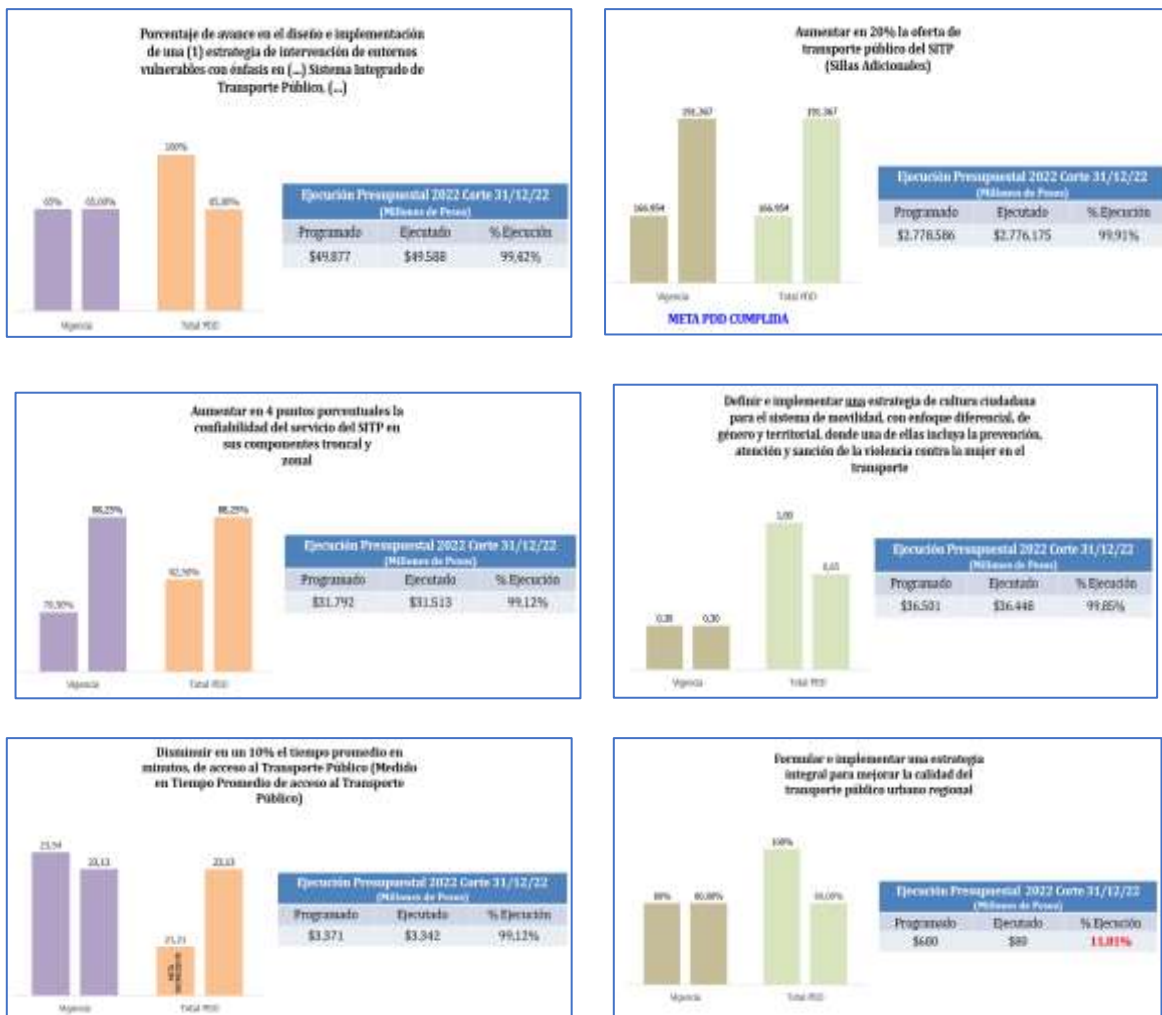 Porcentaje de avance en el diseño e implementación
de una (1) estrategia de intervención de entornos
vulnerables con énfasis en (...) Sistema Integrado de
Transporte Público. (...)
100%
65%
Vigencia
Total PDD
Ejecución Presupuestal 2022 Corte 31/12/22
(Millones de Pesos)
Programado Ejecutado % Ejecución
$49.877 $49.588 99,42%
Aumentar en 20% la oferta de
transporte público del SITP
(Sillas Adicionales)
191.367 191.367
166.954 166.954
Vigencia Total PDD
META PDD CUMPLIDA
Ejecución Presupuestal 2022 Corte 31/12/22
(Millones de Pesos)
Programado Ejecutado % Ejecución
$2.778.586 $2.776.175 99,91%
Aumentar en 4 puntos porcentuales la
confiabilidad del servicio del SITP en
sus componentes troncal y
zonal
88,25% 88,25%
Vigencia Total PDD
Ejecución Presupuestal 2022 Corte 31/12/22
(Millones de Pesos)
Programado Ejecutado % Ejecución
$31.792 $31.513 99,12%
Definir e implementar una estrategia de cultura ciudadana
para el sistema de movilidad, con enfoque diferencial, de
género y territorial, donde una de ellas incluya la prevención,
atención y sanción de la violencia contra la mujer en el
transporte
1,00
0,30 0,30
Vigencia Total PDD
Ejecución Presupuestal 2022 Corte 31/12/22
(Millones de Pesos)
Programado Ejecutado % Ejecución
$36.501 $36.448 99,85%
Disminuir en un 10% el tiempo promedio en
minutos, de acceso al Transporte Público (Medido
en Tiempo Promedio de acceso al Transporte
Público)
23,13 23,13
Vigencia Total PDD
Ejecución Presupuestal 2022 Corte 31/12/22
(Millones de Pesos)
Programado Ejecutado % Ejecución
$3.371 $3.342 99,12%
Formular e implementar una estrategia
integral para mejorar la calidad del
transporte público urbano regional
100%
Vigencia Total PDD
Ejecución Presupuestal 2022 Corte 31/12/22
(Millones de Pesos)
Programado Ejecutado % Ejecución
$680 $80 11,81%